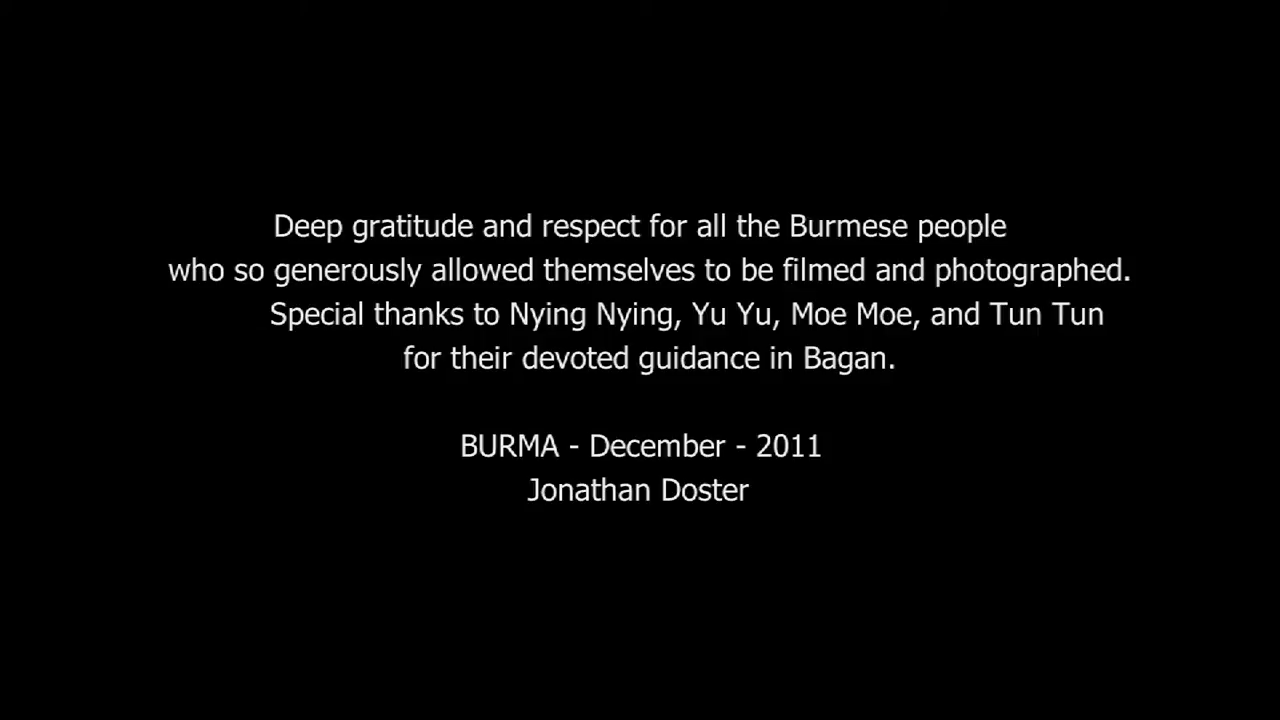 Deep gratitude and respect for all the Burmese people
who so generously allowed themselves to be filmed and photographed.
Special thanks to Nying Nying, Yu Yu, Moe Moe, and Tun Tun
for their devoted guidance in Bagan.
BURMA - December - 2011
Jonathan Doster